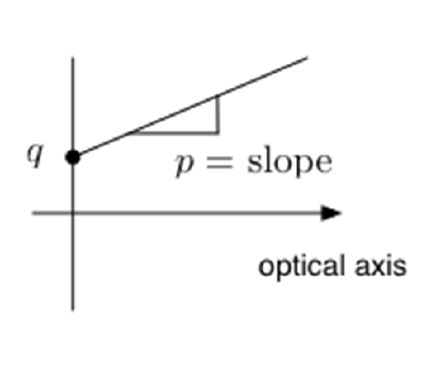 q
p = slope
optical axis